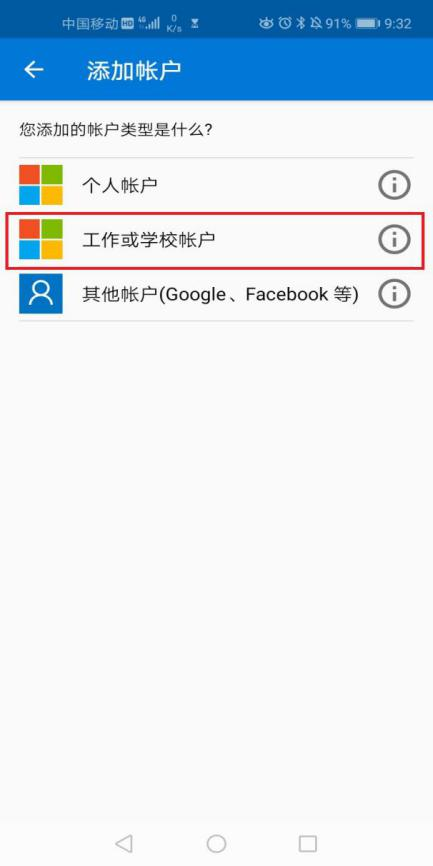 中国移动 HD 4G 0 K/s 91% 9:32
添加帐户
您添加的帐户类型是什么?
个人帐户
工作或学校帐户
其他帐户(Google、Facebook 等)